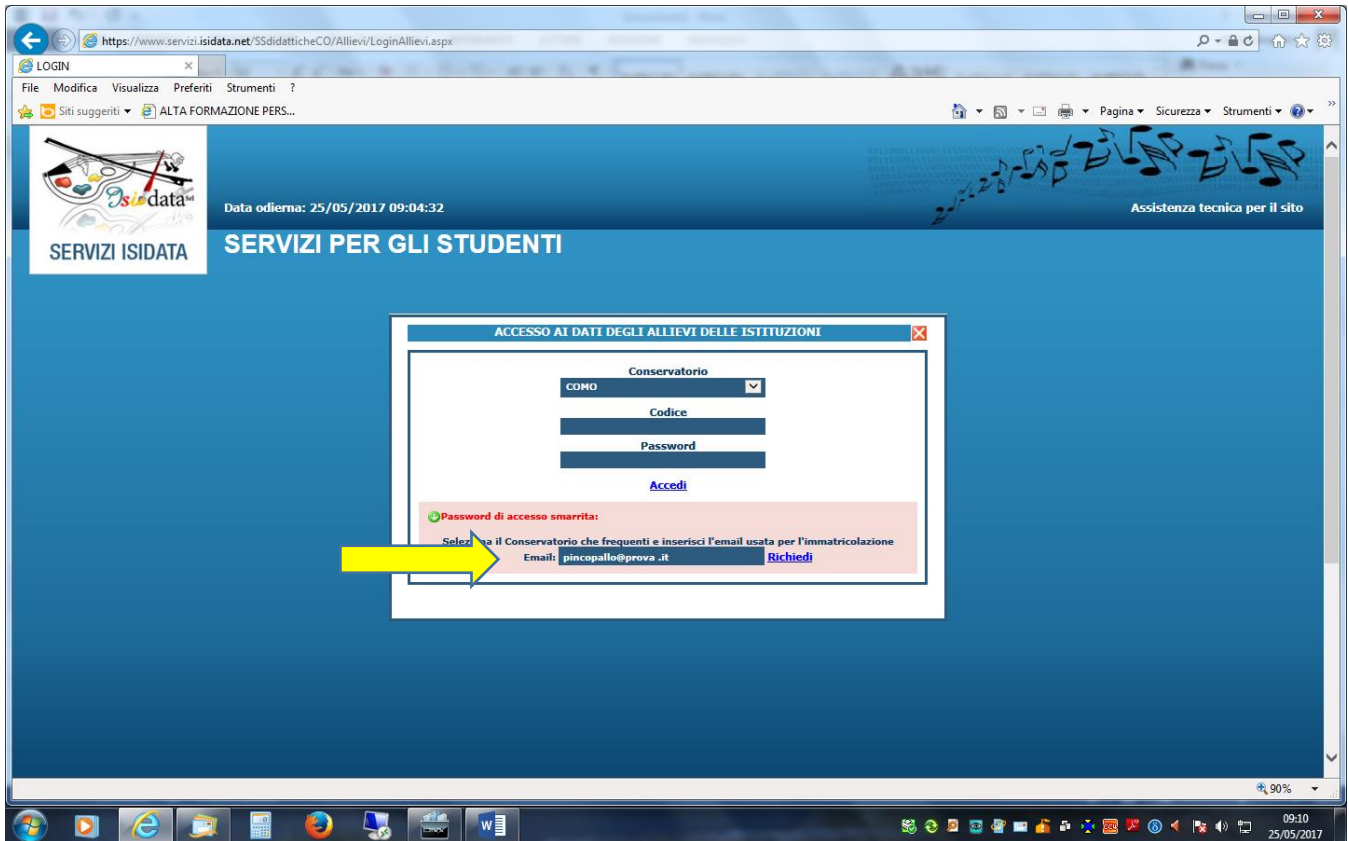 https://www.servizi.isidata.net/SSdidatticheCO/Allievi/LoginAllievi.aspx
LOGIN
File Modifica Visualizza Preferiti Strumenti ?
Siti suggeriti ALTA FORMAZIONE PERS...
Pagina Sicurezza Strumenti
Isidata srl
SERVIZI ISIDATA
Data odierna: 25/05/2017 09:04:32
Assistenza tecnica per il sito
SERVIZI PER GLI STUDENTI
ACCESSO AI DATI DEGLI ALLIEVI DELLE ISTITUZIONI
Conservatorio
COMO
Codice
Password
Accedi
Password di accesso smarrita:
Selez na il Conservatorio che frequenti e inserisci l'email usata per l'immatricolazione
Email: pincopallo@prova .it Richiedi
90%
09:10
25/05/2017